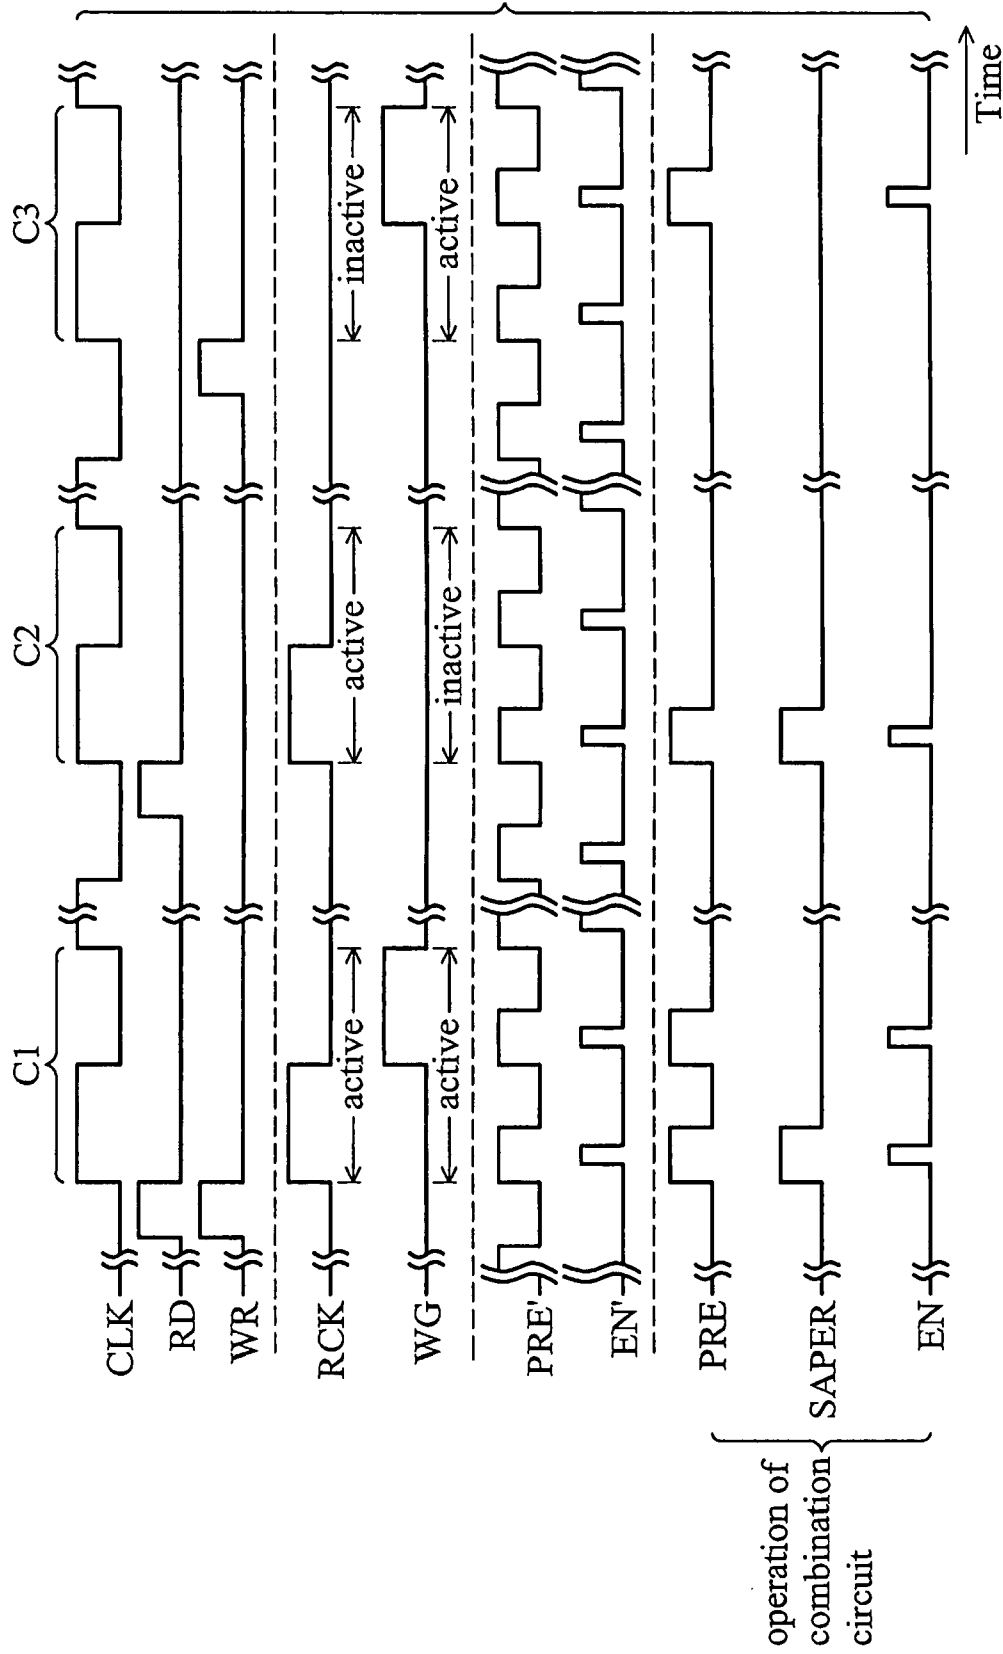 C1
C2
C3
CLK
RD
WR
RCK
active
active
inactive
WG
active
inactive
active
PRE'
EN'
PRE
SAPER
EN
operation of
combination
circuit
Time